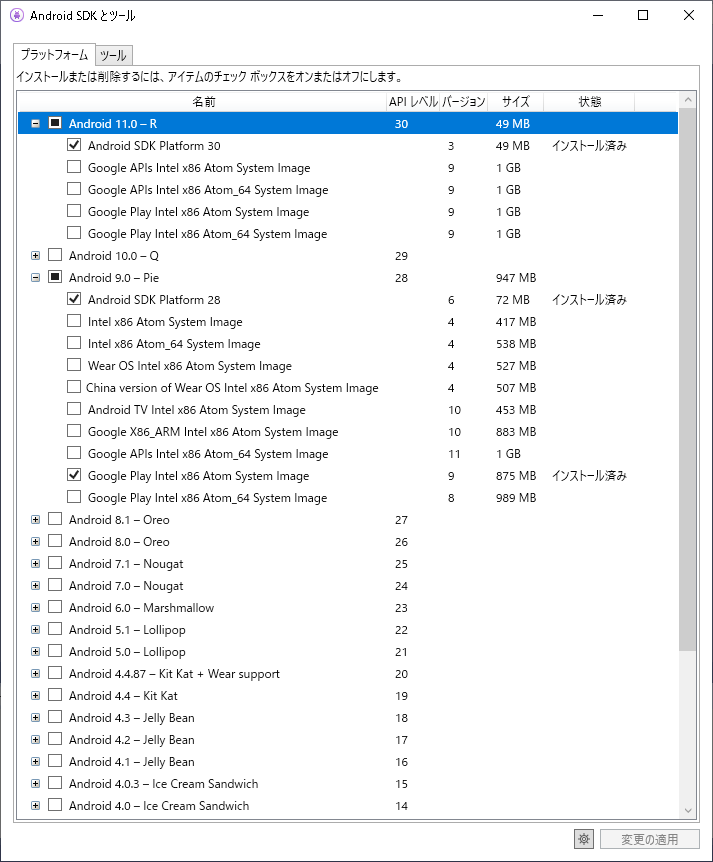 Android SDK とツール
プラットフォーム ツール
インストールまたは削除するには、アイテムのチェック ボックスをオンまたはオフにします。
名前 API レベル バージョン サイズ 状態
Android 11.0 – R 30 49 MB
Android SDK Platform 30 3 49 MB インストール済み
Google APIs Intel x86 Atom System Image 9 1 GB
Google APIs Intel x86 Atom_64 System Image 9 1 GB
Google Play Intel x86 Atom System Image 9 1 GB
Google Play Intel x86 Atom_64 System Image 9 1 GB
Android 10.0 – Q 29
Android 9.0 – Pie 28 947 MB
Android SDK Platform 28 6 72 MB インストール済み
Intel x86 Atom System Image 4 417 MB
Intel x86 Atom_64 System Image 4 538 MB
Wear OS Intel x86 Atom System Image 4 527 MB
China version of Wear OS Intel x86 Atom System Image 4 507 MB
Android TV Intel x86 Atom System Image 10 453 MB
Google X86_ARM Intel x86 Atom System Image 10 883 MB
Google APIs Intel x86 Atom_64 System Image 11 1 GB
Google Play Intel x86 Atom System Image 9 875 MB インストール済み
Google Play Intel x86 Atom_64 System Image 8 989 MB
Android 8.1 – Oreo 27
Android 8.0 – Oreo 26
Android 7.1 – Nougat 25
Android 7.0 – Nougat 24
Android 6.0 – Marshmallow 23
Android 5.1 – Lollipop 22
Android 5.0 – Lollipop 21
Android 4.4.87 – Kit Kat + Wear support 20
Android 4.4 – Kit Kat 19
Android 4.3 – Jelly Bean 18
Android 4.2 – Jelly Bean 17
Android 4.1 – Jelly Bean 16
Android 4.0.3 – Ice Cream Sandwich 15
Android 4.0 – Ice Cream Sandwich 14
変更の適用